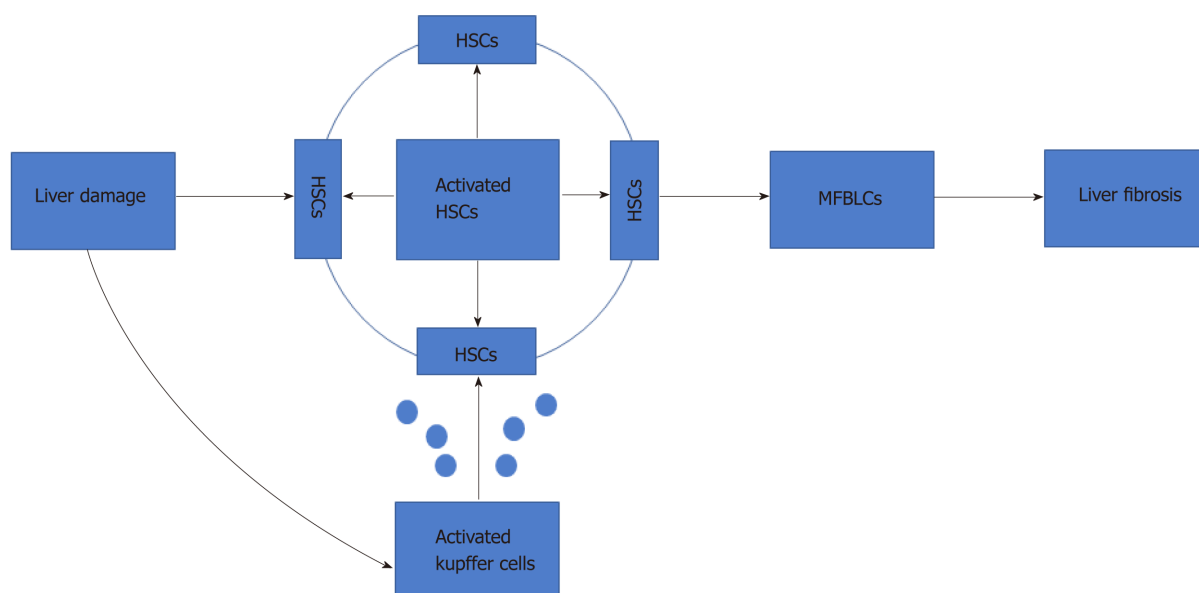 HSCs
Liver damage
HSCs
Activated
HSCs
HSCs
MFBLCs
Liver fibrosis
HSCs
Activated
kupffer cells